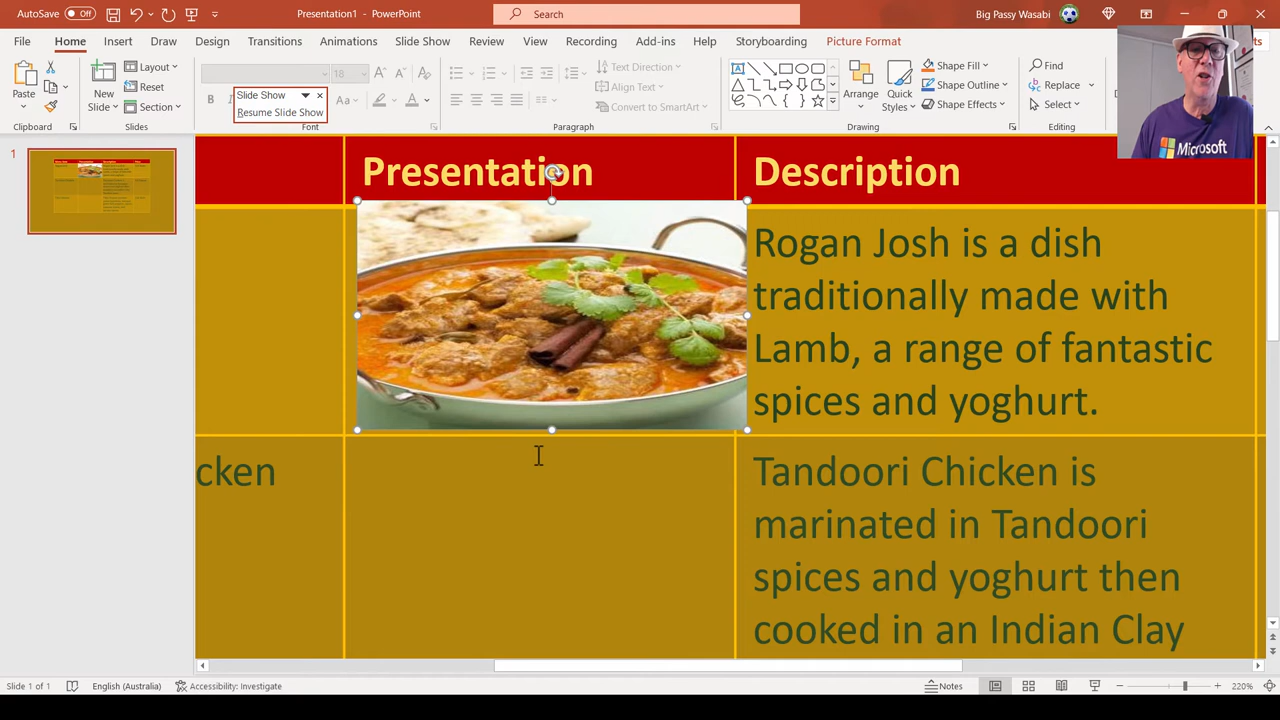 AutoSave Off
Presentation1 - PowerPoint
Search
Big Passy Wasabi
File Home Insert Draw Design Transitions Animations Slide Show Review View Recording Add-ins Help Storyboarding Picture Format
Paste
New
Slide
Layout
Reset
Section
18
Aa
Slide Show
Resume Slide Show
Text Direction
Align Text
Convert to SmartArt
Arrange
Quick
Styles
Shape Fill
Shape Outline
Shape Effects
Find
Replace
Select
Clipboard Slides Font Paragraph Drawing Editing
Microsoft
1
Presentation
Description
Rogan Josh is a dish
traditionally made with
Lamb, a range of fantastic
spices and yoghurt.
cken
Tandoori Chicken is
marinated in Tandoori
spices and yoghurt then
cooked in an Indian Clay
Slide 1 of 1
English (Australia)
Accessibility: Investigate
Notes
220%